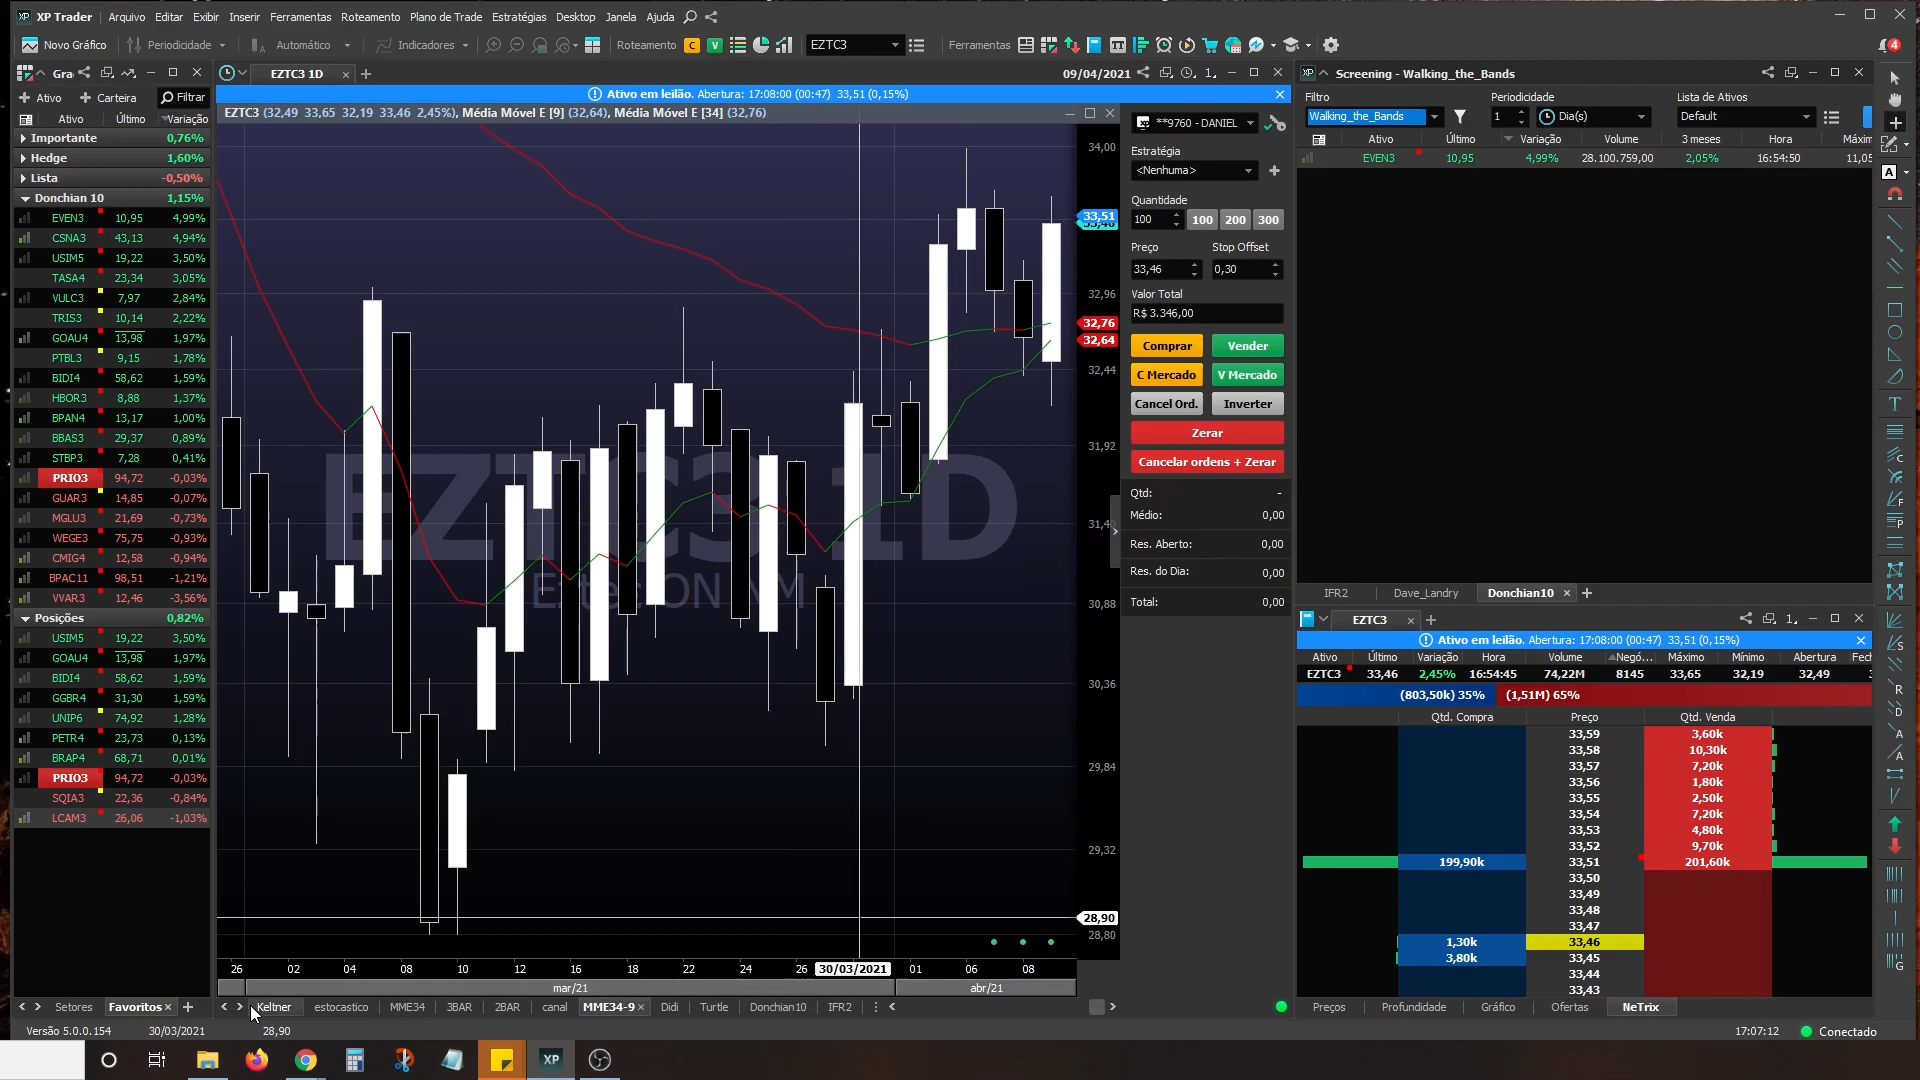 XP XP Trader Arquivo Editar Exibir Inserir Ferramentas Roteamento Plano de Trade Estratégias Desktop Janela Ajuda
Novo Gráfico Periodicidade Automático Indicadores Roteamento C V EZTC3 Ferramentas 4
Gra
Ativo Carteira Filtrar
Ativo Último Variação
Importante 0,76%
Hedge 1,60%
Lista -0,50%
Donchian 10 1,15%
EVEN3 10,95 4,99%
CSNA3 43,13 4,94%
USIM5 19,22 3,50%
TASA4 23,34 3,05%
VULC3 7,97 2,84%
TRIS3 10,14 2,22%
GOAU4 13,98 1,97%
PTBL3 9,15 1,78%
BIDI4 58,62 1,59%
HBOR3 8,88 1,37%
BPAN4 13,17 1,00%
BBAS3 29,37 0,89%
STBP3 7,28 0,41%
PRIO3 94,72 -0,03%
GUAR3 14,85 -0,07%
MGLU3 21,69 -0,73%
WEGE3 75,75 -0,93%
CMIG4 12,58 -0,94%
BPAC11 98,51 -1,21%
VVAR3 12,46 -3,56%
Posições 0,82%
USIM5 19,22 3,50%
GOAU4 13,98 1,97%
BIDI4 58,62 1,59%
GGBR4 31,30 1,59%
UNIP6 74,92 1,28%
PETR4 23,73 0,13%
BRAP4 68,71 0,01%
PRIO3 94,72 -0,03%
SQIA3 22,36 -0,84%
LCAM3 26,06 -1,03%
Setores Favoritos
EZTC3 1D 09/04/2021 1
Ativo em leilão. Abertura: 17:08:00 (00:47) 33,51 (0,15%)
EZTC3 (32,49 33,65 32,19 33,46 2,45%), Média Móvel E [9] (32,64), Média Móvel E [34] (32,76)
EZTC3 1D
Eztec ON NM
34,00
33,51
33,46
32,96
32,76
32,64
32,44
31,92
31,4
30,88
30,36
29,84
29,32
28,90
28,80
26 02 04 08 10 12 16 18 22 24 26 30/03/2021 01 06 08
mar/21 abr/21
Keltner estocastico MME34 3BAR 2BAR canal MME34-9 Didi Turtle Donchian10 IFR2
**9760 - DANIEL
Estratégia
<Nenhuma>
Quantidade
100 100 200 300
Preço Stop Offset
33,46 0,30
Valor Total
R$ 3.346,00
Comprar Vender
C Mercado V Mercado
Cancel Ord. Inverter
Zerar
Cancelar ordens + Zerar
Qtd: -
Médio: 0,00
Res. Aberto: 0,00
Res. do Dia: 0,00
Total: 0,00
XP Screening - Walking_the_Bands
Filtro Periodicidade Lista de Ativos
Walking_the_Bands 1 Dia(s) Default
Ativo Último Variação Volume 3 meses Hora Máxin
EVEN3 10,95 4,99% 28.100.759,00 2,05% 16:54:50 11,05
IFR2 Dave_Landry Donchian10
EZTC3 1
Ativo em leilão. Abertura: 17:08:00 (00:47) 33,51 (0,15%)
Ativo Último Variação Hora Volume Negó... Máximo Mínimo Abertura Fech
EZTC3 33,46 2,45% 16:54:45 74,22M 8145 33,65 32,19 32,49
(803,50k) 35% (1,51M) 65%
Qtd. Compra Preço Qtd. Venda
33,59 3,60k
33,58 10,30k
33,57 7,20k
33,56 1,80k
33,55 2,50k
33,54 7,20k
33,53 4,80k
33,52 9,70k
199,90k 33,51 201,60k
33,50
33,49
33,48
33,47
1,30k 33,46
3,80k 33,45
33,44
33,43
Preços Profundidade Gráfico Ofertas NeTrix
A
T
C
F
P
S
R
D
A
A
G
Versão 5.0.0.154 30/03/2021 28,90 17:07:12 Conectado
XP